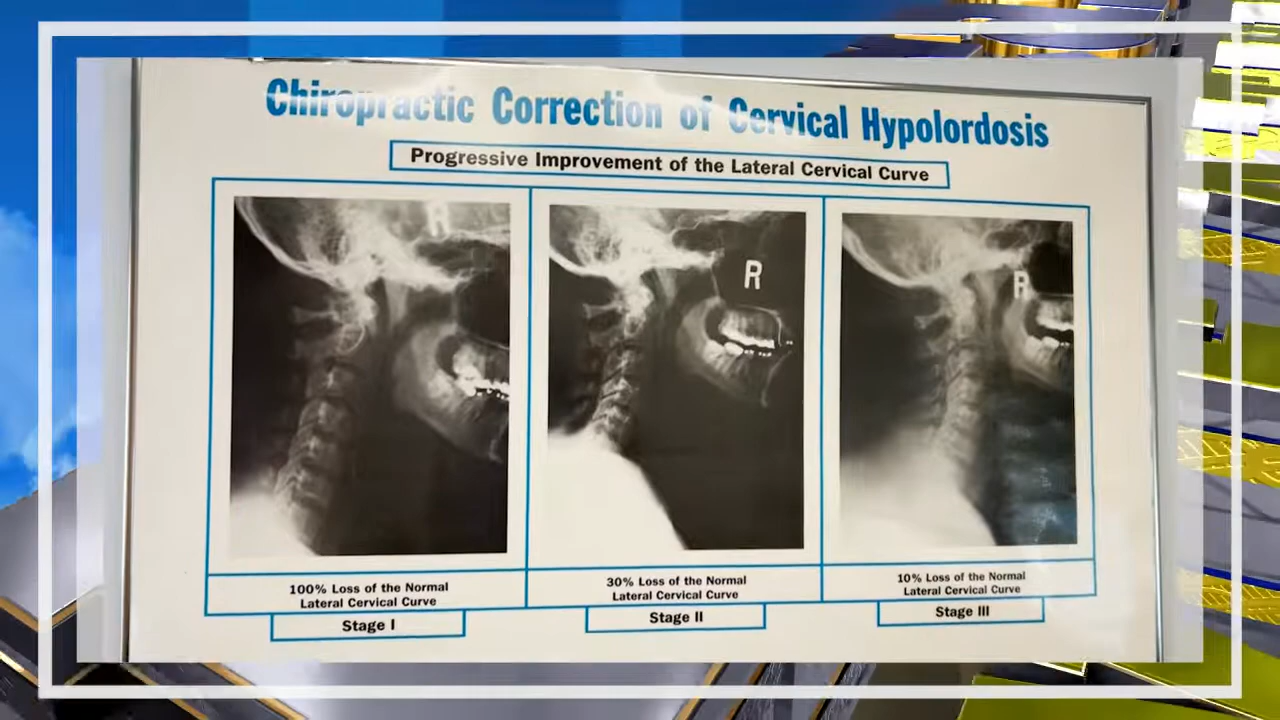 Chiropractic Correction of Cervical Hypolordosis
Progressive Improvement of the Lateral Cervical Curve
R
R
R
100% Loss of the Normal
Lateral Cervical Curve
Stage I
30% Loss of the Normal
Lateral Cervical Curve
Stage II
10% Loss of the Normal
Lateral Cervical Curve
Stage III